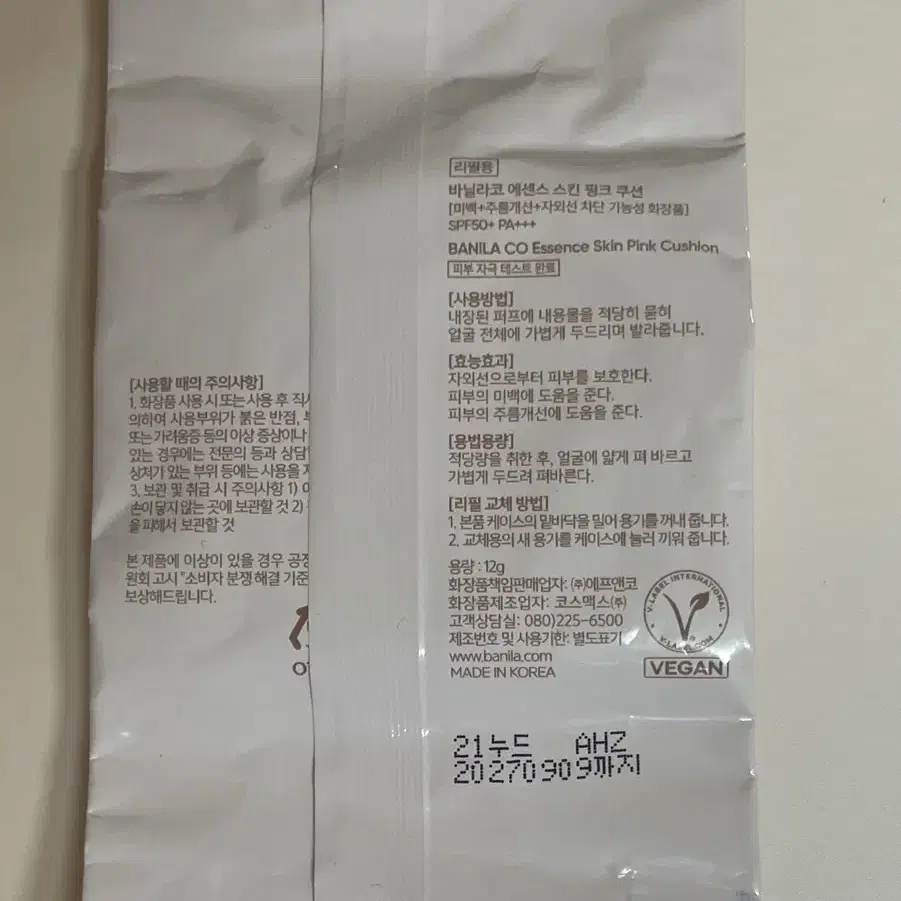 리필용
바닐라코 에센스 스킨 핑크 쿠션
[미백+주름개선+자외선 차단 기능성 화장품]
SPF50+ PA+++
BANILA CO Essence Skin Pink Cushion
피부 자극 테스트 완료
[사용방법]
내장된 퍼프에 내용물을 적당히 묻혀
얼굴 전체에 가볍게 두드리며 발라줍니다.
[효능효과]
자외선으로부터 피부를 보호한다.
피부의 미백에 도움을 준다.
피부의 주름개선에 도움을 준다.
[용법용량]
적당량을 취한 후, 얼굴에 얇게 펴 바르고
가볍게 두드려 펴바른다.
[리필 교체 방법]
1. 본품 케이스의 밑바닥을 밀어 용기를 꺼내 줍니다.
2. 교체용의 새 용기를 케이스에 눌러 끼워 줍니다.
용량 : 12g
화장품책임판매업자: ㈜에프앤코
화장품제조업자: 코스맥스㈜
고객상담실: 080)225-6500
제조번호 및 사용기한: 별도표기
www.banila.com
MADE IN KOREA
V-LABEL INTERNATIONAL
V-LABEL.COM
VEGAN
21누드 AHZ
20270909까지
[사용할 때의 주의사항]
1. 화장품 사용 시 또는 사용 후 직사
의하여 사용부위가 붉은 반점,
또는 가려움증 등의 이상 증상이나
있는 경우에는 전문의 등과 상담
상처가 있는 부위 등에는 사용을
3. 보관 및 취급 시 주의사항 1)
손이 닿지 않는 곳에 보관할 것 2)
을 피해서 보관할 것
본 제품에 이상이 있을 경우 공정
원회 고시 "소비자 분쟁 해결 기준
보상해드립니다.